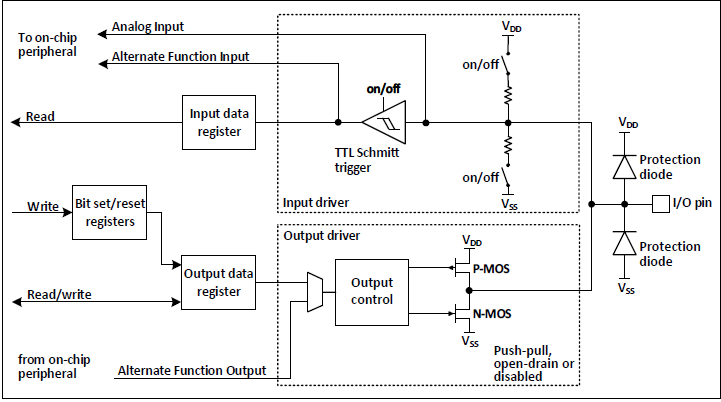 Analog Input
To on-chip
peripheral
Alternate Function Input
Read
Input data
register
on/off
TTL Schmitt
trigger
VDD
on/off
on/off
VSS
Input driver
VDD
Protection
diode
I/O pin
Protection
diode
VSS
Write
Bit set/reset
registers
Output driver
Read/write
Output data
register
Output
control
VDD
P-MOS
N-MOS
VSS
Push-pull,
open-drain or
disabled
from on-chip
peripheral
Alternate Function Output